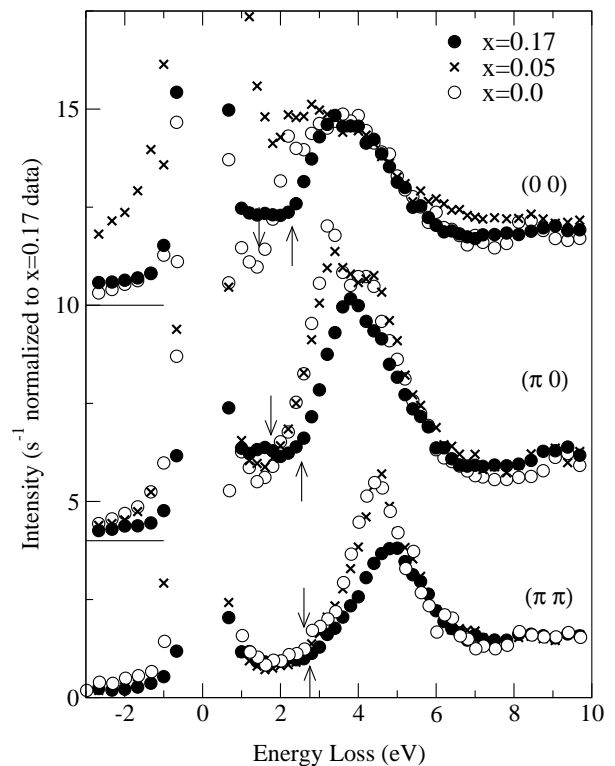 x=0.17
x=0.05
x=0.0
15
(0 0)
10
(π 0)
5
(π π)
0
-2 0 2 4 6 8 10
Energy Loss (eV)
Intensity (s⁻¹ normalized to x=0.17 data)